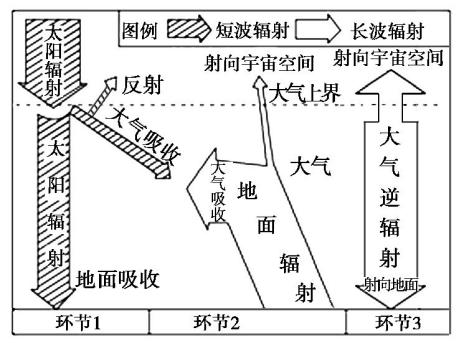 图例 短波辐射 长波辐射
太阳辐射
射向宇宙空间
射向宇宙空间
反射
大气上界
大气吸收
太阳辐射
大气吸收
大气
地面辐射
大气逆辐射
地面吸收
射向地面
环节1
环节2
环节3